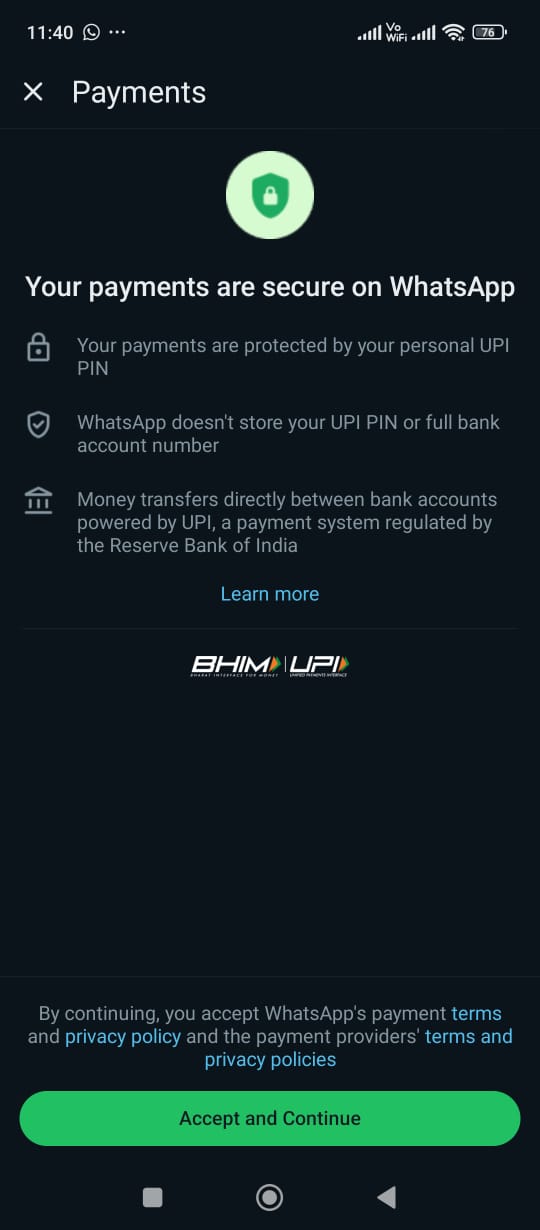 11:40
Vo
WiFi
76
Payments
Your payments are secure on WhatsApp
Your payments are protected by your personal UPI
PIN
WhatsApp doesn't store your UPI PIN or full bank
account number
Money transfers directly between bank accounts
powered by UPI, a payment system regulated by
the Reserve Bank of India
Learn more
BHIM UPI
BHARAT INTERFACE FOR MONEY UNIFIED PAYMENTS INTERFACE
By continuing, you accept WhatsApp's payment terms
and privacy policy and the payment providers' terms and
privacy policies
Accept and Continue